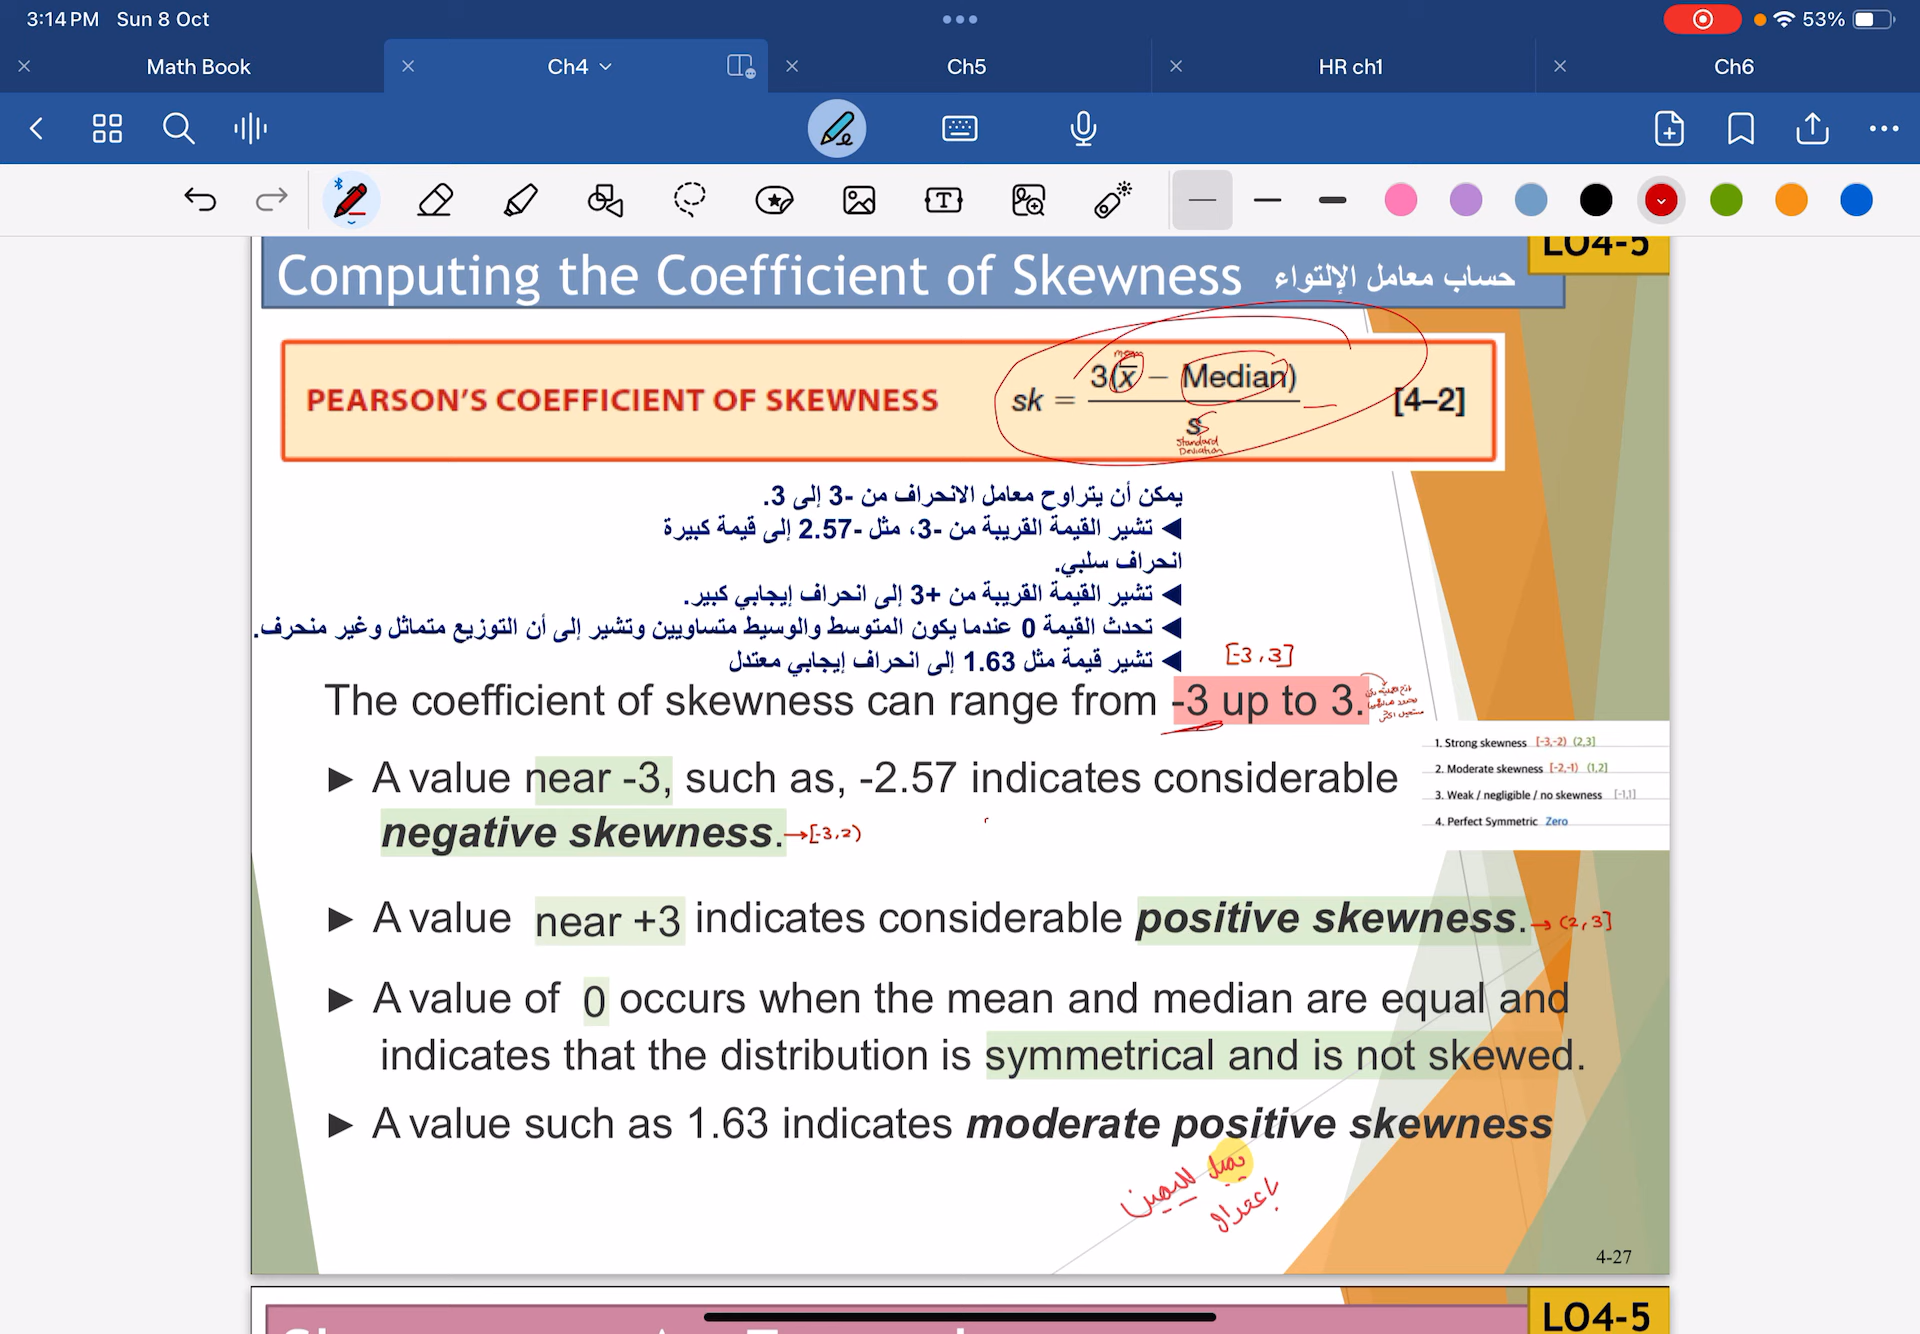 3:14 PM Sun 8 Oct
53%
Math Book
Ch4
Ch5
HR ch1
Ch6
LO4-5
Computing the Coefficient of Skewness حساب معامل الإلتواء
PEARSON'S COEFFICIENT OF SKEWNESS
mean
sk = 3(x̄ − Median) / s
[4–2]
S
Standard
Deviation
يمكن أن يتراوح معامل الانحراف من -3 إلى 3.
◄ تشير القيمة القريبة من -3، مثل -2.57 إلى قيمة كبيرة
انحراف سلبي.
◄ تشير القيمة القريبة من +3 إلى انحراف إيجابي كبير.
◄ تحدث القيمة 0 عندما يكون المتوسط والوسيط متساويين وتشير إلى أن التوزيع متماثل وغير منحرف.
◄ تشير قيمة مثل 1.63 إلى انحراف إيجابي معتدل
[-3,3]
The coefficient of skewness can range from -3 up to 3.
1. Strong skewness [-3,-2) (2,3]
2. Moderate skewness [-2,-1) (1,2]
3. Weak / negligible / no skewness [-1,1]
4. Perfect Symmetric Zero
► A value near -3, such as, -2.57 indicates considerable
negative skewness. →[-3,2)
► A value near +3 indicates considerable positive skewness. → (2,3]
► A value of 0 occurs when the mean and median are equal and
indicates that the distribution is symmetrical and is not skewed.
► A value such as 1.63 indicates moderate positive skewness
يميل لليمين
4-27
LO4-5